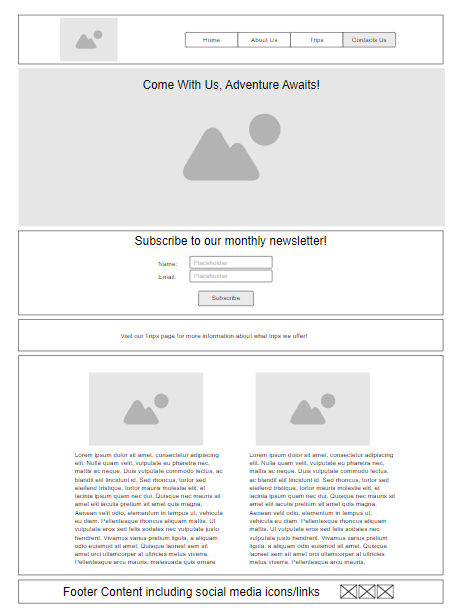 Home About Us Trips Contacts Us
Come With Us, Adventure Awaits!
Subscribe to our monthly newsletter!
Name: Placeholder
Email: Placeholder
Subscribe
Visit our Trips page for more information about what trips we offer!
Lorem ipsum dolor sit amet, consectetur adipiscing
elit. Nulla quam velit, vulputate eu pharetra nec,
mattis ac neque. Duis vulputate commodo lectus, ac
blandit elit tincidunt id. Sed rhoncus, tortor sed
eleifend tristique, tortor mauris molestie elit, et
lacinia ipsum quam nec dui. Quisque nec mauris sit
amet elit iaculis pretium sit amet quis magna.
Aenean velit odio, elementum in tempus ut, vehicula
eu diam. Pellentesque rhoncus aliquam mattis. Ut
vulputate eros sed felis sodales nec vulputate justo
hendrerit. Vivamus varius pretium ligula, a aliquam
odio euismod sit amet. Quisque laoreet sem sit
amet orci ullamcorper at ultricies metus viverra.
Pellentesque arcu mauris, malesuada quis ornare
Lorem ipsum dolor sit amet, consectetur adipiscing
elit. Nulla quam velit, vulputate eu pharetra nec,
mattis ac neque. Duis vulputate commodo lectus,
ac blandit elit tincidunt id. Sed rhoncus, tortor
sed eleifend tristique, tortor mauris molestie elit,
et lacinia ipsum quam nec dui. Quisque nec mauris sit
amet elit iaculis pretium sit amet quis magna.
Aenean velit odio, elementum in tempus ut,
vehicula eu diam. Pellentesque rhoncus aliquam
mattis. Ut vulputate eros sed felis sodales nec
vulputate justo hendrerit. Vivamus varius pretium
ligula, a aliquam odio euismod sit amet. Quisque
laoreet sem sit amet orci ullamcorper at ultricies
metus viverra. Pellentesque arcu mauris,
Footer Content including social media icons/links